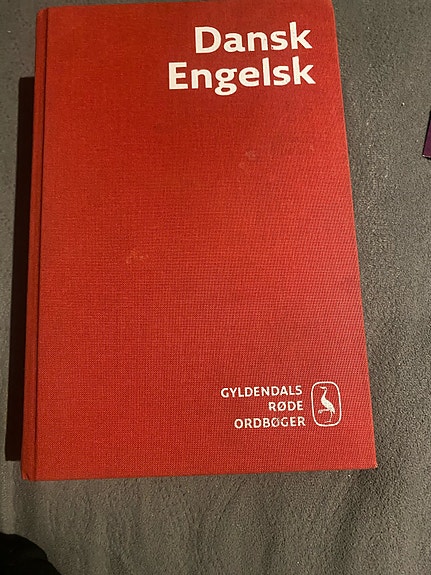 Dansk
Engelsk
GYLDENDALS
RØDE
ORDBØGER